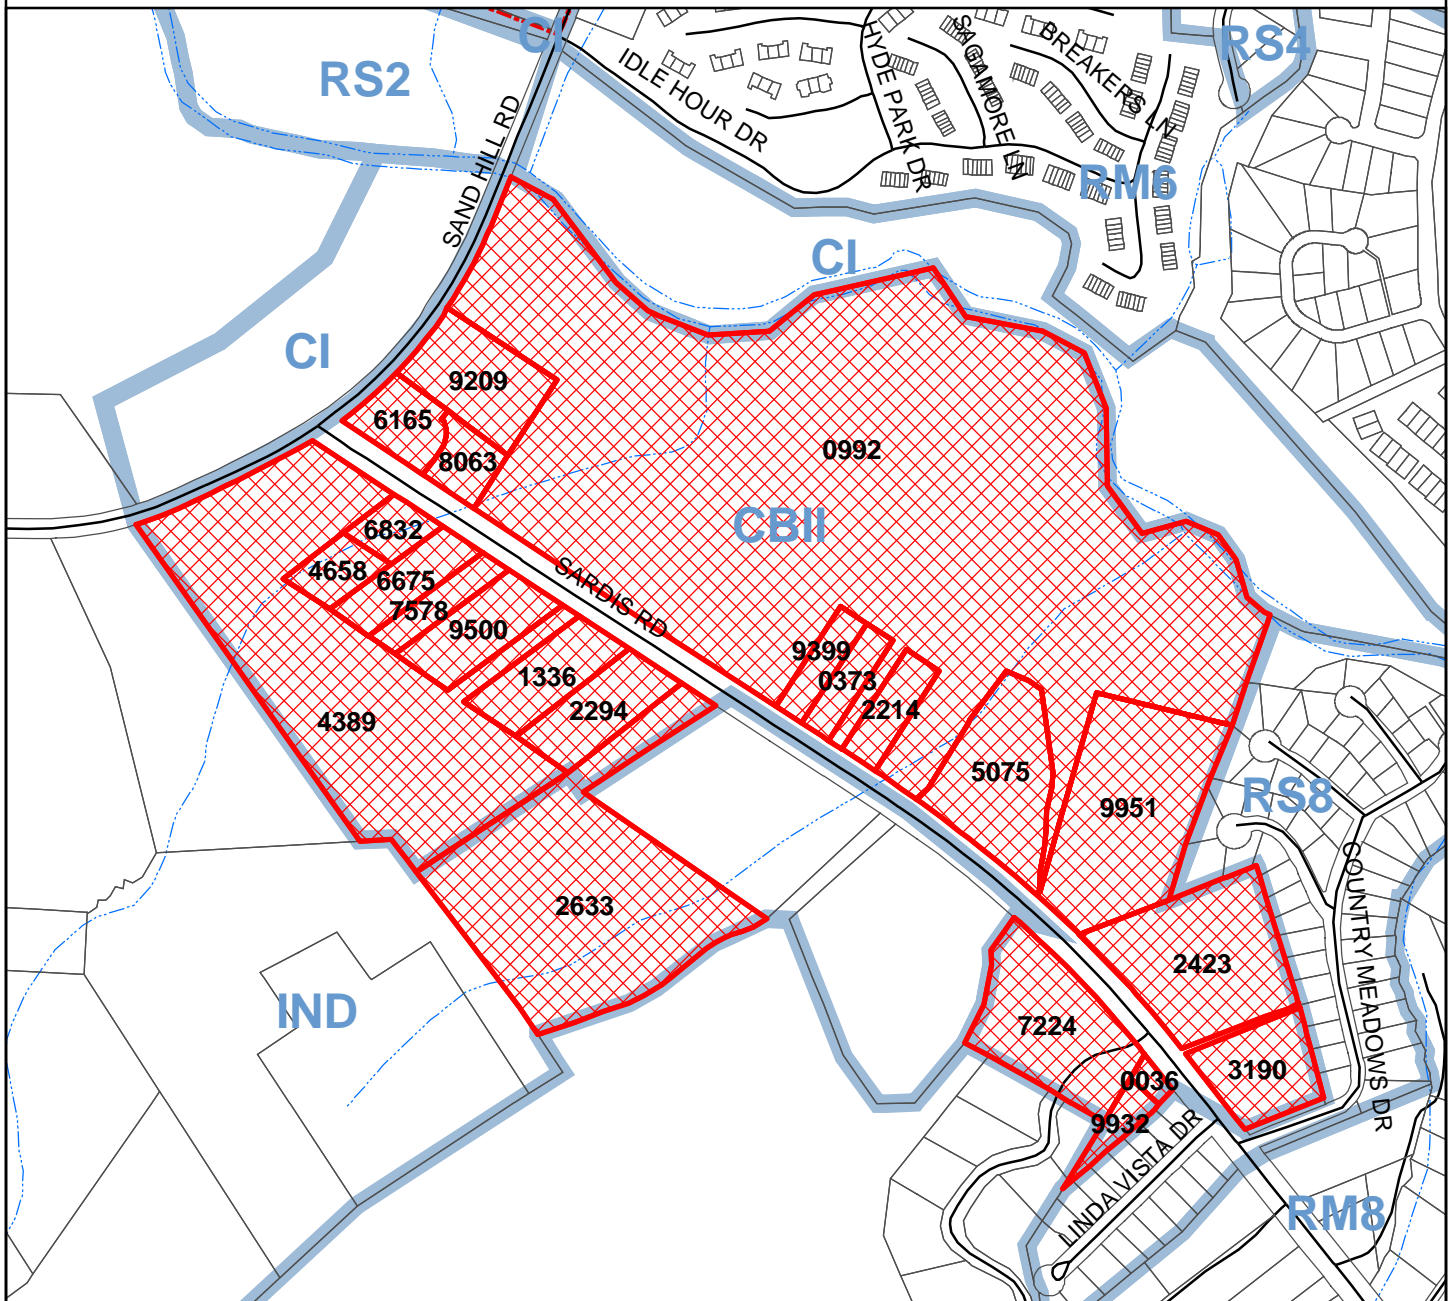 CI
RS4
RS2
IDLE HOUR DR
HYDE PARK DR
SAGAMORE LN
BREAKERS LN
SAND HILL RD
RM6
CI
CI
9209
6165
8063
0992
CBII
6832
4658
6675
7578
9500
SARDIS RD
1336
2294
4389
9399
0373
2214
5075
9951
RS8
COUNTRY MEADOWS DR
2633
2423
IND
7224
0036
3190
9932
LINDA VISTA DR
RM8